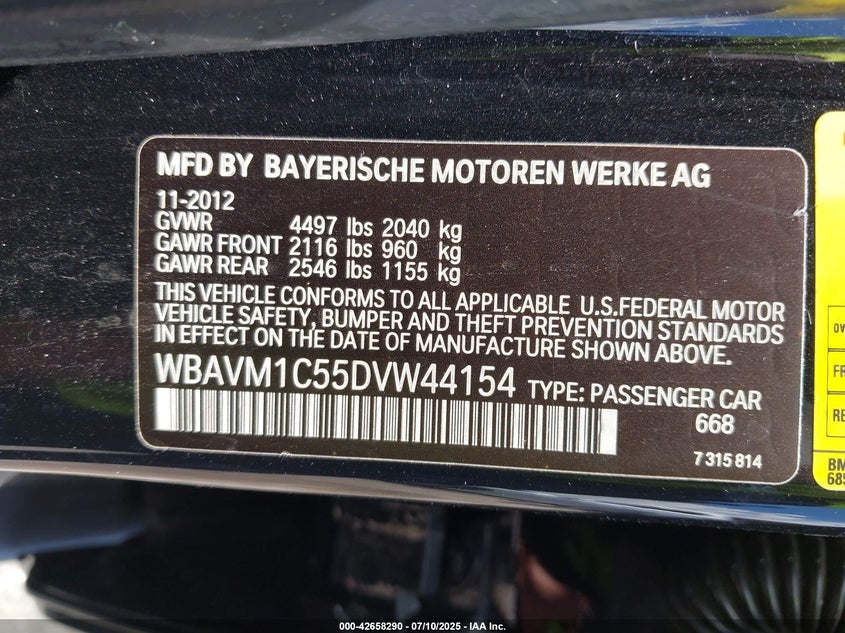 MFD BY BAYERISCHE MOTOREN WERKE AG
11-2012
GVWR 4497 lbs 2040 kg
GAWR FRONT 2116 lbs 960 kg
GAWR REAR 2546 lbs 1155 kg
THIS VEHICLE CONFORMS TO ALL APPLICABLE U.S.FEDERAL MOTOR
VEHICLE SAFETY, BUMPER AND THEFT PREVENTION STANDARDS
IN EFFECT ON THE DATE OF MANUFACTURE SHOWN ABOVE.
WBAVM1C55DVW44154 TYPE: PASSENGER CAR
668
7 315 814
000-42658290 - 07/10/2025 - IAA Inc.